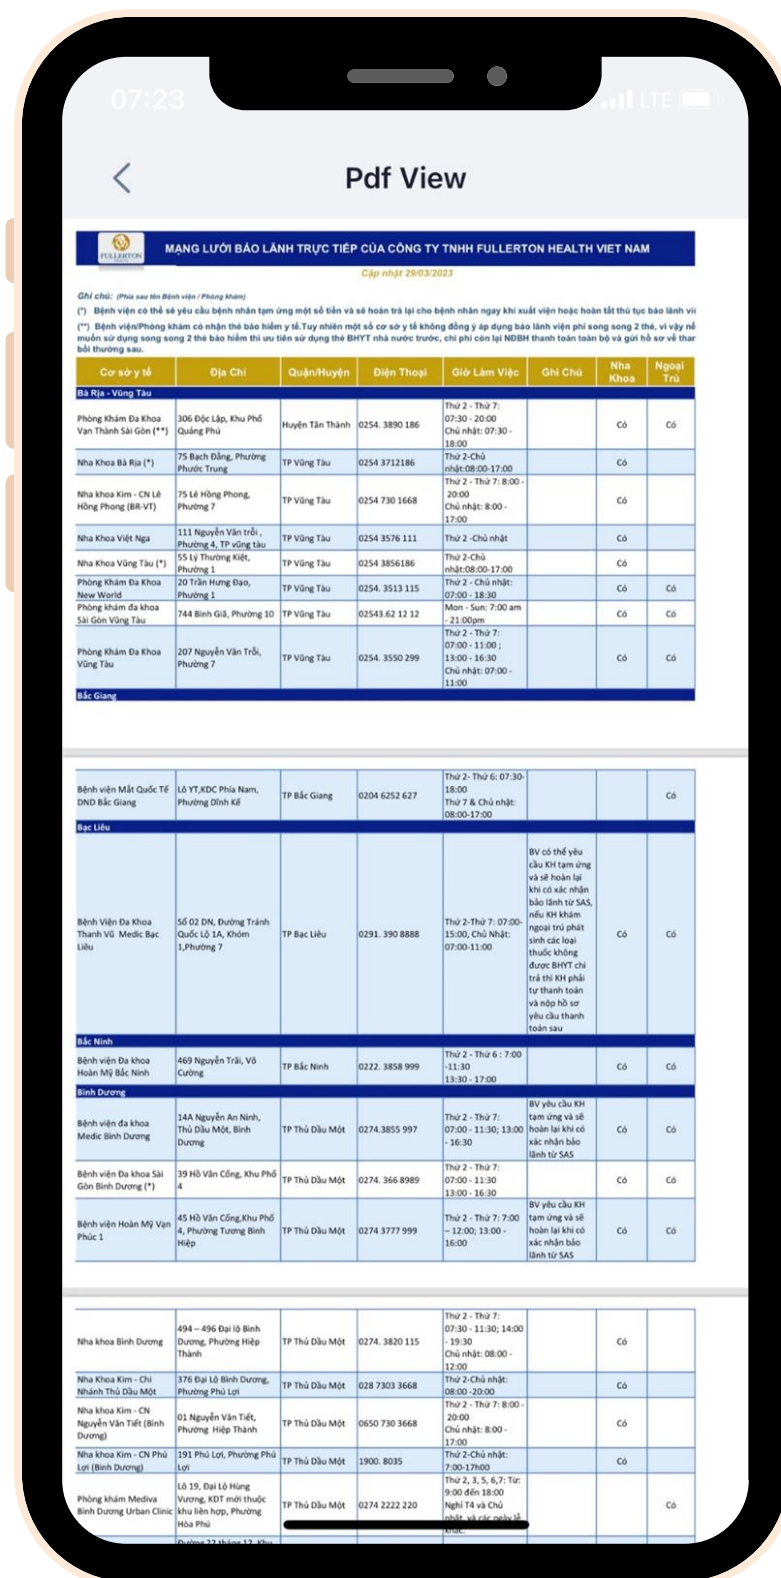 07:23
LTE
Pdf View
FULLERTON
HEALTH
MẠNG LƯỚI BẢO LÃNH TRỰC TIẾP CỦA CÔNG TY TNHH FULLERTON HEALTH VIET NAM
Cập nhật 29/03/2023
Ghi chú: (Phía sau tên Bệnh viện / Phòng khám)
(*) Bệnh viện có thể sẽ yêu cầu bệnh nhân tạm ứng một số tiền và sẽ hoàn trả lại cho bệnh nhân ngay khi xuất viện hoặc hoàn tất thủ tục bảo lãnh vi
(**) Bệnh viện/Phòng khám có nhận thẻ bảo hiểm y tế.Tuy nhiên một số cơ sở y tế không đồng ý áp dụng bảo lãnh viện phí song song 2 thẻ, vì vậy nế
muốn sử dụng song song 2 thẻ bảo hiểm thì ưu tiên sử dụng thẻ BHYT nhà nước trước, chi phí còn lại NĐBH thanh toán toàn bộ và gửi hồ sơ về
bồi thường sau.
Cơ sở y tế Địa Chỉ Quận/Huyện Điện Thoại Giờ Làm Việc Ghi Chú Nha Khoa Ngoại Trú
Bà Rịa - Vũng Tàu
Phòng Khám Đa Khoa Vạn Thành Sài Gòn (**) 306 Độc Lập, Khu Phố Quảng Phú Huyện Tân Thành 0254. 3890 186 Thứ 2 - Thứ 7: 07:30 - 20:00 Chủ nhật: 07:30 - 18:00 Có Có
Nha Khoa Bà Rịa (*) 75 Bạch Đằng, Phường Phước Trung TP Vũng Tàu 0254 3712186 Thứ 2-Chủ nhật:08:00-17:00 Có
Nha khoa Kim - CN Lê Hồng Phong (BR-VT) 75 Lê Hồng Phong, Phường 7 TP Vũng Tàu 0254 730 1668 Thứ 2 - Thứ 7: 8:00 - 20:00 Chủ nhật: 8:00 - 17:00 Có
Nha Khoa Việt Nga 111 Nguyễn Văn trỗi , Phường 4, TP vũng tàu TP Vũng Tàu 0254 3576 111 Thứ 2 -Chủ nhật Có
Nha Khoa Vũng Tàu (*) 55 Lý Thường Kiệt, Phường 1 TP Vũng Tàu 0254 3856186 Thứ 2-Chủ nhật:08:00-17:00 Có
Phòng Khám Đa Khoa New World 20 Trần Hưng Đạo, Phường 1 TP Vũng Tàu 0254. 3513 115 Thứ 2 - Chủ nhật: 07:00 - 18:30 Có Có
Phòng khám đa khoa Sài Gòn Vũng Tàu 744 Bình Giã, Phường 10 TP Vũng Tàu 02543.62 12 12 Mon - Sun: 7:00 am - 21:00pm Có Có
Phòng Khám Đa Khoa Vũng Tàu 207 Nguyễn Văn Trỗi, Phường 7 TP Vũng Tàu 0254. 3550 299 Thứ 2 - Thứ 7: 07:00 - 11:00 ; 13:00 - 16:30 Chủ nhật: 07:00 - 11:00 Có Có
Bắc Giang
Bệnh viện Mắt Quốc Tế DND Bắc Giang Lô YT,KDC Phía Nam, Phường Dĩnh Kế TP Bắc Giang 0204 6252 627 Thứ 2- Thứ 6: 07:30-18:00 Thứ 7 & Chủ nhật: 08:00-17:00 Có
Bạc Liêu
Bệnh Viện Đa Khoa Thanh Vũ Medic Bạc Liêu Số 02 DN, Đường Tránh Quốc Lộ 1A, Khóm 1,Phường 7 TP Bạc Liêu 0291. 390 8888 Thứ 2-Thứ 7: 07:00-15:00, Chủ Nhật: 07:00-11:00 BV có thể yêu cầu KH tạm ứng và sẽ hoàn lại khi có xác nhận bảo lãnh từ SAS, nếu KH khám ngoại trú phát sinh các loại thuốc không được BHYT chi trả thì KH phải tự thanh toán và nộp hồ sơ yêu cầu thanh toán sau Có Có
Bắc Ninh
Bệnh viện Đa khoa Hoàn Mỹ Bắc Ninh 469 Nguyễn Trãi, Võ Cường TP Bắc Ninh 0222. 3858 999 Thứ 2 - Thứ 6 : 7:00 -11:30 13:30 - 17:00 Có Có
Bình Dương
Bệnh viện đa khoa Medic Bình Dương 14A Nguyễn An Ninh, Thủ Dầu Một, Bình Dương TP Thủ Dầu Một 0274.3855 997 Thứ 2 - Thứ 7: 07:00 - 11:30; 13:00 - 16:30 BV yêu cầu KH tạm ứng và sẽ hoàn lại khi có xác nhận bảo lãnh từ SAS Có Có
Bệnh viện Đa khoa Sài Gòn Bình Dương (*) 39 Hồ Văn Cống, Khu Phố 4 TP Thủ Dầu Một 0274. 366 8989 Thứ 2 - Thứ 7: 07:00 - 11:30 13:00 - 16:30 Có Có
Bệnh viện Hoàn Mỹ Vạn Phúc 1 45 Hồ Văn Cống,Khu Phố 4, Phường Tương Bình Hiệp TP Thủ Dầu Một 0274 3777 999 Thứ 2 - Thứ 7: 7:00 – 12:00; 13:00 - 16:00 BV yêu cầu KH tạm ứng và sẽ hoàn lại khi có xác nhận bảo lãnh từ SAS Có Có
Nha khoa Bình Dương 494 – 496 Đại lộ Bình Dương, Phường Hiệp Thành TP Thủ Dầu Một 0274. 3820 115 Thứ 2 - Thứ 7: 07:30 - 11:30; 14:00 - 19:30 Chủ nhật: 08:00 - 12:00 Có
Nha Khoa Kim - Chi Nhánh Thủ Dầu Một 376 Đại Lộ Bình Dương, Phường Phú Lợi TP Thủ Dầu Một 028 7303 3668 Thứ 2-Chủ nhật: 08:00 -20:00 Có
Nha khoa Kim - CN Nguyễn Văn Tiết (Bình Dương) 01 Nguyễn Văn Tiết, Phường Hiệp Thành TP Thủ Dầu Một 0650 730 3668 Thứ 2 - Thứ 7: 8:00 - 20:00 Chủ nhật: 8:00 - 17:00 Có
Nha khoa Kim - CN Phú Lợi (Bình Dương) 191 Phú Lợi, Phường Phú Lợi TP Thủ Dầu Một 1900. 8035 Thứ 2-Chủ nhật: 7:00-17h00 Có
Phòng khám Mediva Bình Dương Urban Clinic Lô 19, Đại Lộ Hùng Vương, KDT mới thuộc khu liên hợp, Phường Hòa Phú TP Thủ Dầu Một 0274 2222 220 Thứ 2, 3, 5, 6,7: Từ: 9:00 đến 18:00 Nghỉ T4 và Chủ nhật, và các ngày lễ khác. Có